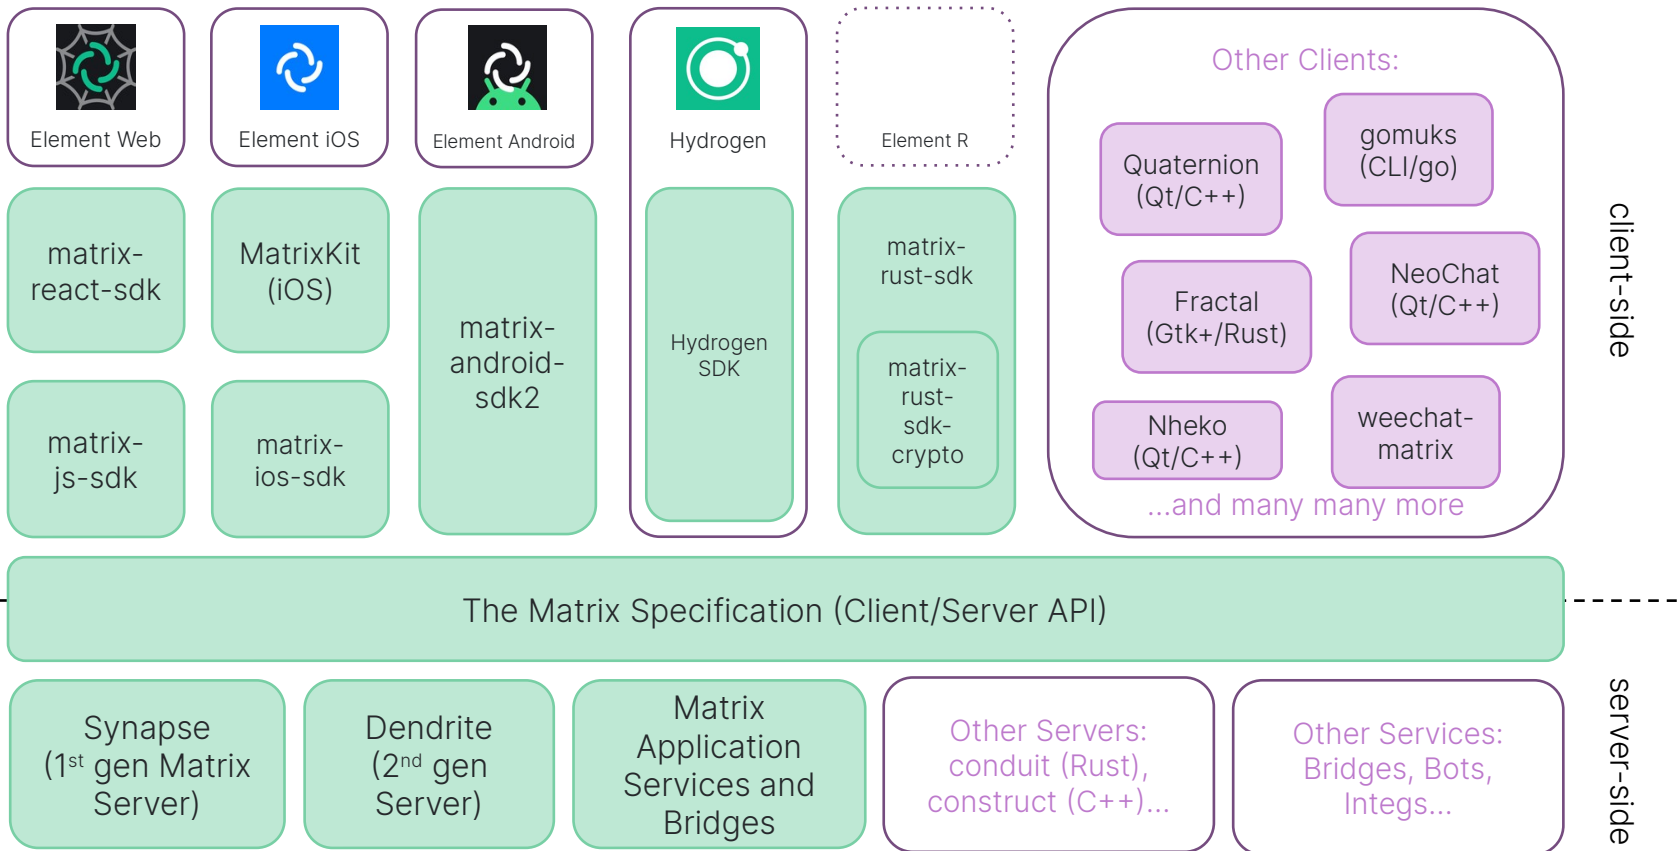 Element Web
Element iOS
Element Android
Hydrogen
Element R
matrix-
react-sdk
MatrixKit
(iOS)
matrix-
android-
sdk2
Hydrogen
SDK
matrix-
rust-sdk
matrix-
rust-
sdk-
crypto
matrix-
js-sdk
matrix-
ios-sdk
Other Clients:
Quaternion
(Qt/C++)
gomuks
(CLI/go)
Fractal
(Gtk+/Rust)
NeoChat
(Qt/C++)
Nheko
(Qt/C++)
weechat-
matrix
...and many many more
client-side
The Matrix Specification (Client/Server API)
Synapse
(1st gen Matrix
Server)
Dendrite
(2nd gen
Server)
Matrix
Application
Services and
Bridges
Other Servers:
conduit (Rust),
construct (C++)...
Other Services:
Bridges, Bots,
Integs...
server-side